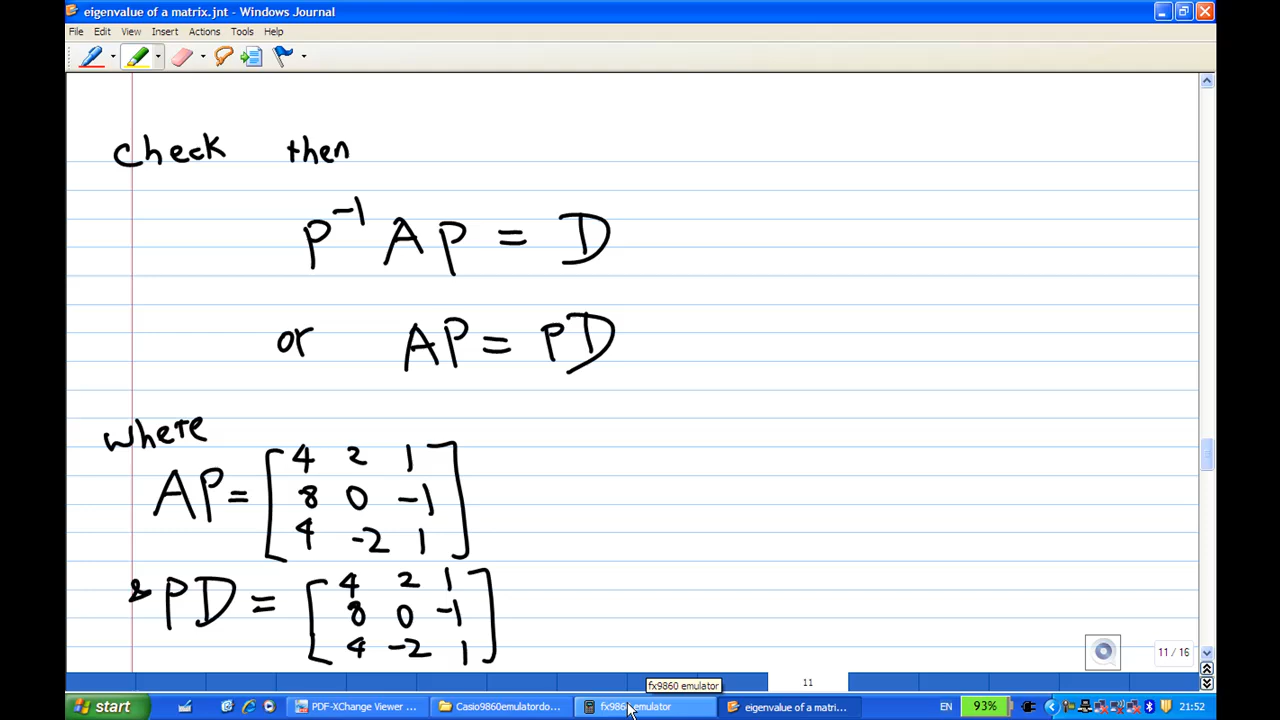 eigenvalue of a matrix.jnt - Windows Journal
File Edit View Insert Actions Tools Help
check then
P⁻¹ A P = D
or AP = PD
where
AP = [ 4 2 1
8 0 -1
4 -2 1 ]
& PD = [ 4 2 1
8 0 -1
4 -2 1 ]
11 / 16
11
fx9860 emulator
start PDF-XChange Viewer ... Casio9860emulatordo... fx9860 emulator eigenvalue of a matri... EN 93% 21:52